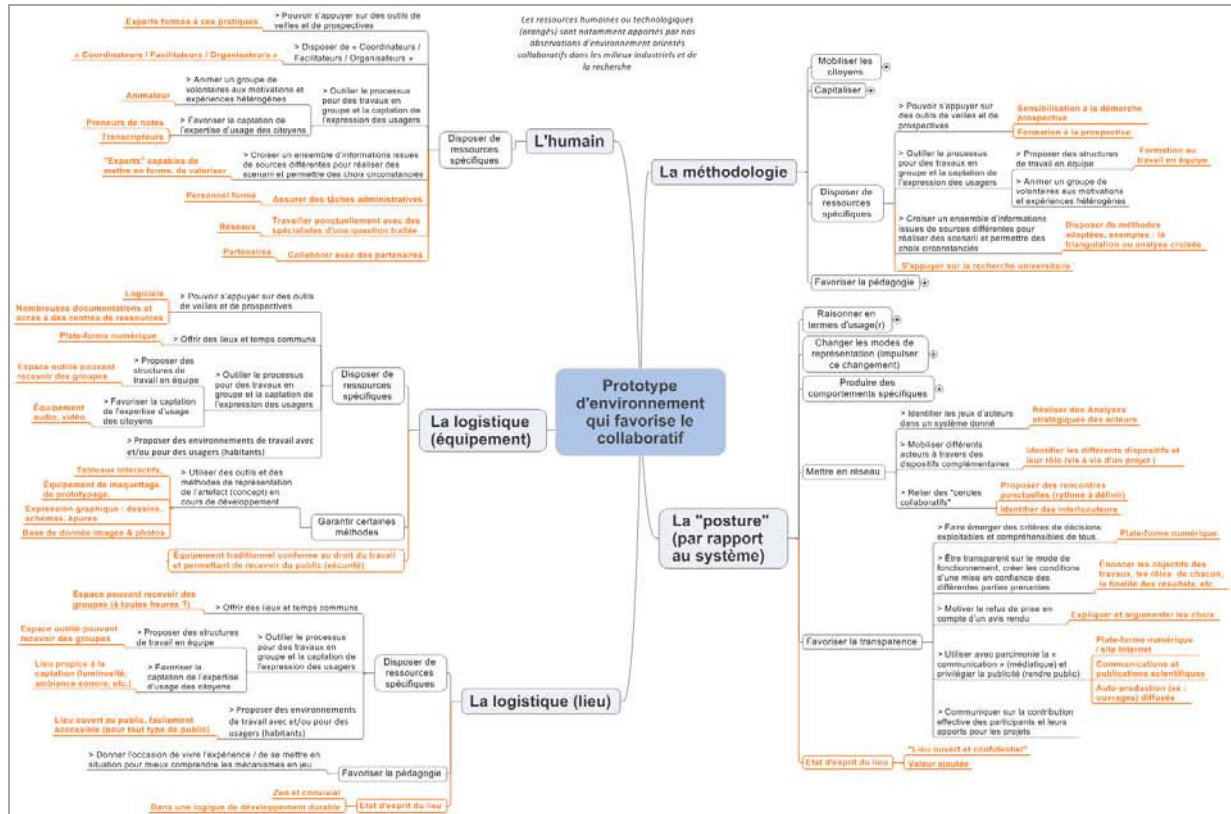 Les ressources humaines ou technologiques
(orangés) sont notamment apportés par nos
observations d'environnement orientés
collaboratifs dans les milieux industriels et de
la recherche
Prototype
d'environnement
qui favorise le
collaboratif
L'humain
Disposer de
ressources
spécifiques
> Pouvoir s'appuyer sur des outils de
veilles et de prospectives
Experts formés à ces pratiques
> Disposer de « Coordinateurs /
Facilitateurs / Organisateurs »
« Coordinateurs / Facilitateurs / Organisateurs »
> Outiller le processus
pour des travaux en
groupe et la captation de
l'expression des usagers
> Animer un groupe de
volontaires aux motivations et
expériences hétérogènes
Animateur
> Favoriser la captation de
l'expertise d'usage des citoyens
Preneurs de notes
Transcripteurs
> Croiser un ensemble d'informations issues
de sources différentes pour réaliser des
scenarii et permettre des choix circonstanciés
"Experts" capables de
mettre en forme, de valoriser
Assurer des tâches administratives
Personnel formé
Travailler ponctuellement avec des
spécialistes d'une question traitée
Réseaux
Collaborer avec des partenaires
Partenaires
La logistique
(équipement)
Disposer de
ressources
spécifiques
> Pouvoir s'appuyer sur des outils
de veilles et de prospectives
Logiciels
Nombreuses documentations et
accès à des centres de ressources
> Offrir des lieux et temps communs
Plate-forme numérique
> Outiller le processus
pour des travaux en
groupe et la captation de
l'expression des usagers
> Proposer des
structures de
travail en équipe
Espace outillé pouvant
recevoir des groupes
> Favoriser la captation
de l'expertise d'usage
des citoyens
Équipement
audio, vidéo
> Proposer des environnements de travail avec
et/ou pour des usagers (habitants)
Garantir certaines
méthodes
> Utiliser des outils et des
méthodes de représentation
de l'artefact (concept) en
cours de développement
Tableaux interactifs,
Équipement de maquettage,
de prototypage,
Expression graphique : dessins,
schémas, épures
Base de donnée images & photos
Équipement traditionnel conforme au droit du travail
et permettant de recevoir du public (sécurité)
La logistique (lieu)
Disposer de
ressources
spécifiques
> Offrir des lieux et temps communs
Espace pouvant recevoir des
groupes (à toutes heures ?)
> Outiller le processus
pour des travaux en
groupe et la captation de
l'expression des usagers
> Proposer des structures
de travail en équipe
Espace outillé pouvant
recevoir des groupes
> Favoriser la
captation de l'expertise
d'usage des citoyens
Lieu propice à la
captation (luminosité,
ambiance sonore, etc.)
> Proposer des environnements
de travail avec et/ou pour des
usagers (habitants)
Lieu ouvert au public, facilement
accessible (pour tout type de public)
Favoriser la pédagogie
> Donner l'occasion de vivre l'expérience / de se mettre en
situation pour mieux comprendre les mécanismes en jeu
Etat d'esprit du lieu
Zen et convivial
Dans une logique de développement durable
La méthodologie
Mobiliser les
citoyens
Capitaliser
Disposer de
ressources
spécifiques
> Pouvoir s'appuyer sur
des outils de veilles et de
prospectives
Sensibilisation à la démarche
prospective
Formation à la prospective
> Outiller le processus
pour des travaux en
groupe et la captation de
l'expression des usagers
> Proposer des structures
de travail en équipe
Formation au
travail en équipe
> Animer un groupe de
volontaires aux motivations
et expériences hétérogènes
> Croiser un ensemble d'informations
issues de sources différentes pour
réaliser des scenarii et permettre des
choix circonstanciés
Disposer de méthodes
adaptées, exemples : la
triangulation ou analyse croisée
S'appuyer sur la recherche universitaire
Favoriser la pédagogie
La "posture"
(par rapport
au système)
Raisonner en
termes d'usage(r)
Changer les modes de
représentation (impulser
ce changement)
Produire des
comportements spécifiques
Mettre en réseau
> Identifier les jeux d'acteurs
dans un système donné
Réaliser des Analyses
stratégiques des acteurs
> Mobiliser différents
acteurs à travers des
dispositifs complémentaires
Identifier les différents dispositifs et
leur rôle (vis à vis d'un projet )
> Relier des "cercles
collaboratifs"
Proposer des rencontres
ponctuelles (rythme à définir)
Identifier des interlocuteurs
Favoriser la transparence
> Faire émerger des critères de décisions
exploitables et compréhensibles de tous.
Plate-forme numérique
> Être transparent sur le mode de
fonctionnement, créer les conditions
d'une mise en confiance des
différentes parties prenantes
Énoncer les objectifs des
travaux, les rôles de chacun,
la finalité des résultats, etc
> Motiver le refus de prise en
compte d'un avis rendu
Expliquer et argumenter les choix
> Utiliser avec parcimonie la «
communication » (médiatique) et
privilégier la publicité (rendre public)
Plate-forme numérique
/ site Internet
Communications et
publications scientifiques
Auto-production (ex :
ouvrages) diffusés
> Communiquer sur la contribution
effective des participants et leurs
apports pour les projets
Etat d'esprit du lieu
"Lieu ouvert et confidentiel"
Valeur ajoutée